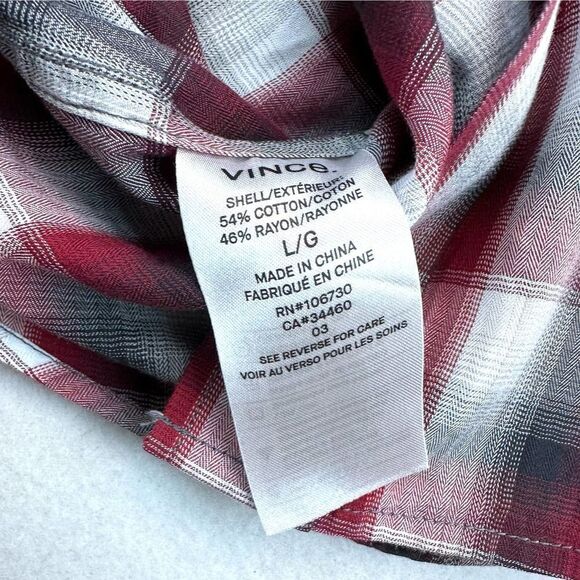 VINCE.
SHELL/EXTÉRIEUR:
54% COTTON/COTON
46% RAYON/RAYONNE
L/G
MADE IN CHINA
FABRIQUÉ EN CHINE
RN#106730
CA#34460
03
SEE REVERSE FOR CARE
VOIR AU VERSO POUR LES SOINS